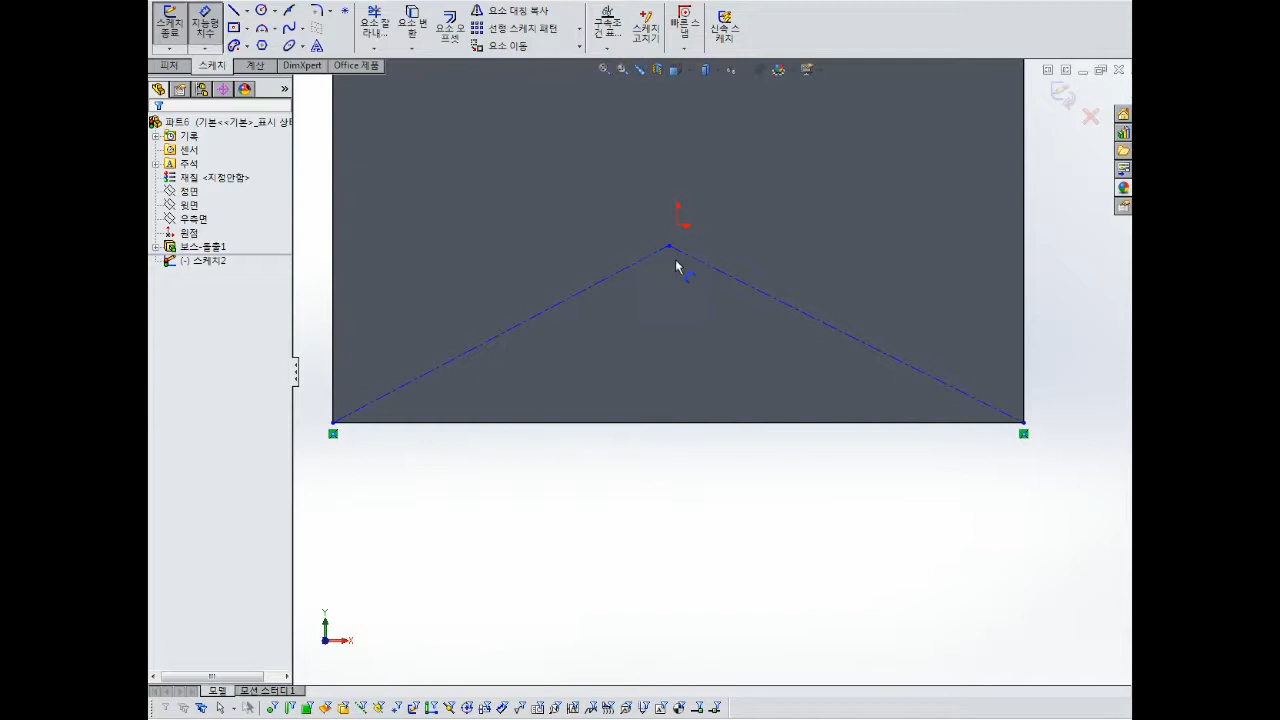 스케치 종료
지능형 치수
요소 잘라내...
요소 변환
요소 오프셋
요소 대칭 복사
선형 스케치 패턴
요소 이동
구속조건 표...
스케치 고치기
빠른 스냅
신속 스케치
피처
스케치
계산
DimXpert
Office 제품
파트6 (기본<<기본>_표시 상태
기록
센서
주석
재질 <지정안함>
정면
윗면
우측면
원점
보스-돌출1
(-) 스케치2
Y
X
모델
모션 스터디 1